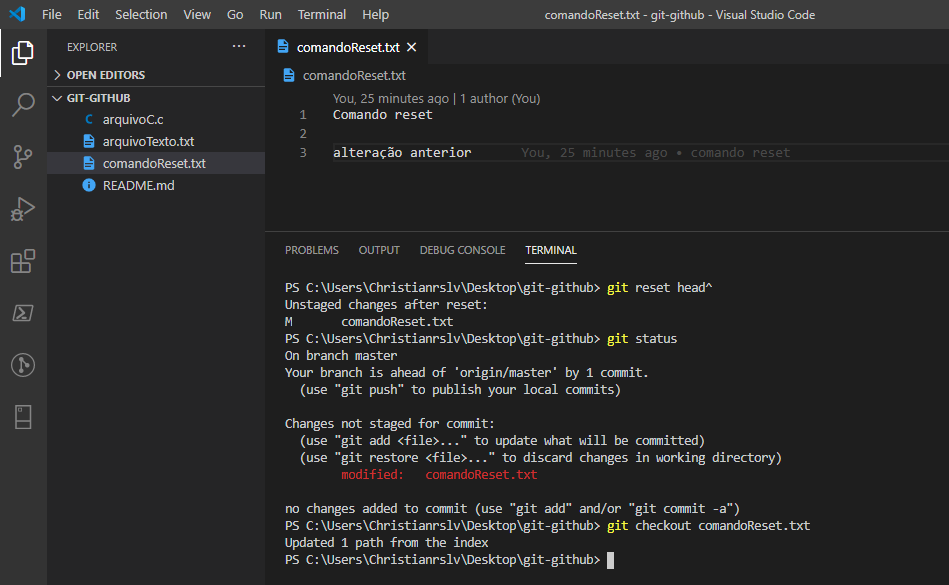 File Edit Selection View Go Run Terminal Help comandoReset.txt - git-github - Visual Studio Code
EXPLORER ···
OPEN EDITORS
GIT-GITHUB
C arquivoC.c
arquivoTexto.txt
comandoReset.txt
README.md
comandoReset.txt
comandoReset.txt
You, 25 minutes ago | 1 author (You)
1 Comando reset
2
3 alteração anterior You, 25 minutes ago • comando reset
PROBLEMS OUTPUT DEBUG CONSOLE TERMINAL
PS C:\Users\Christianrslv\Desktop\git-github> git reset head^
Unstaged changes after reset:
M comandoReset.txt
PS C:\Users\Christianrslv\Desktop\git-github> git status
On branch master
Your branch is ahead of 'origin/master' by 1 commit.
(use "git push" to publish your local commits)
Changes not staged for commit:
(use "git add <file>..." to update what will be committed)
(use "git restore <file>..." to discard changes in working directory)
modified: comandoReset.txt
no changes added to commit (use "git add" and/or "git commit -a")
PS C:\Users\Christianrslv\Desktop\git-github> git checkout comandoReset.txt
Updated 1 path from the index
PS C:\Users\Christianrslv\Desktop\git-github>